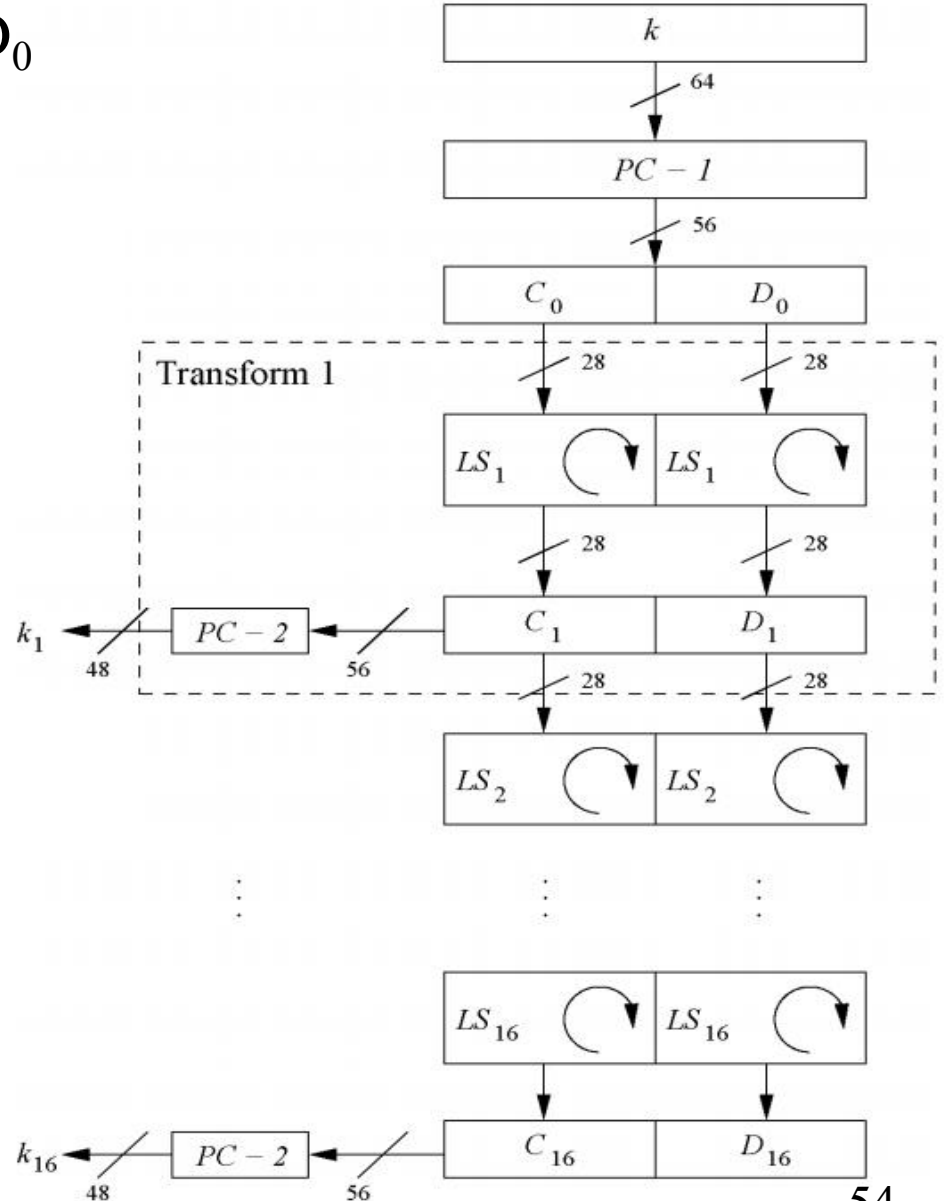 D₀
k
64
PC − 1
56
C₀ D₀
Transform 1
28 28
LS₁ LS₁
28 28
k₁ PC − 2 C₁ D₁
48 56
28 28
LS₂ LS₂
⋮ ⋮ ⋮
LS₁₆ LS₁₆
k₁₆ PC − 2 C₁₆ D₁₆
48 56
54